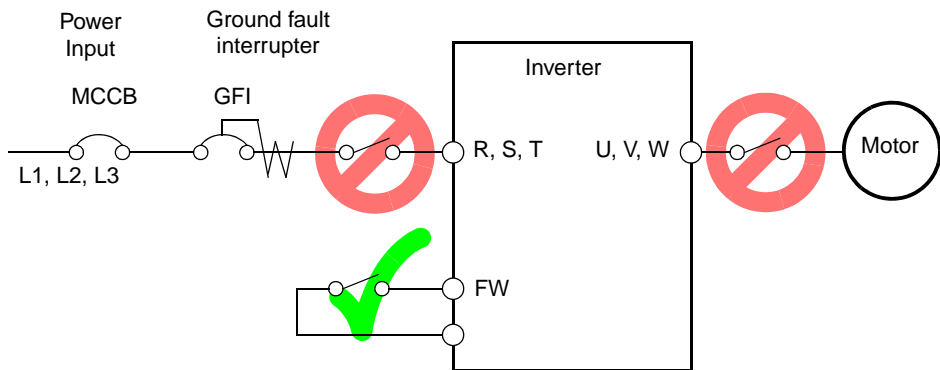 Power
Input
Ground fault
interrupter
MCCB
GFI
Inverter
L1, L2, L3
R, S, T
U, V, W
Motor
FW